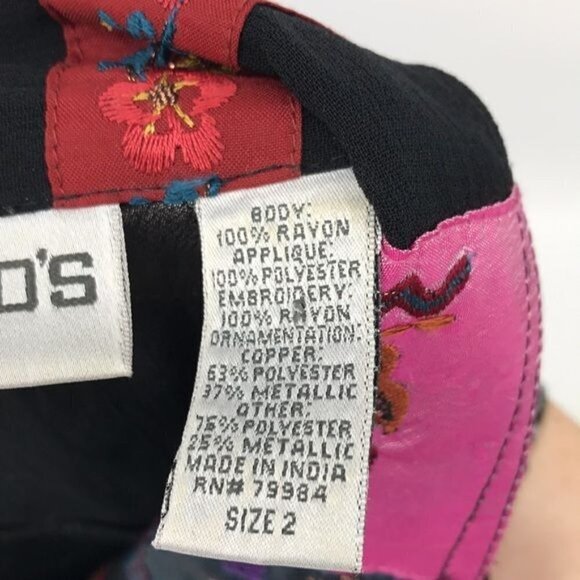 O'S
BODY:
100% RAYON
APPLIQUE:
100% POLYESTER
EMBROIDERY:
100% RAYON
ORNAMENTATION:
COPPER:
63% POLYESTER
37% METALLIC
OTHER:
75% POLYESTER
25% METALLIC
MADE IN INDIA
RN# 79984
SIZE 2